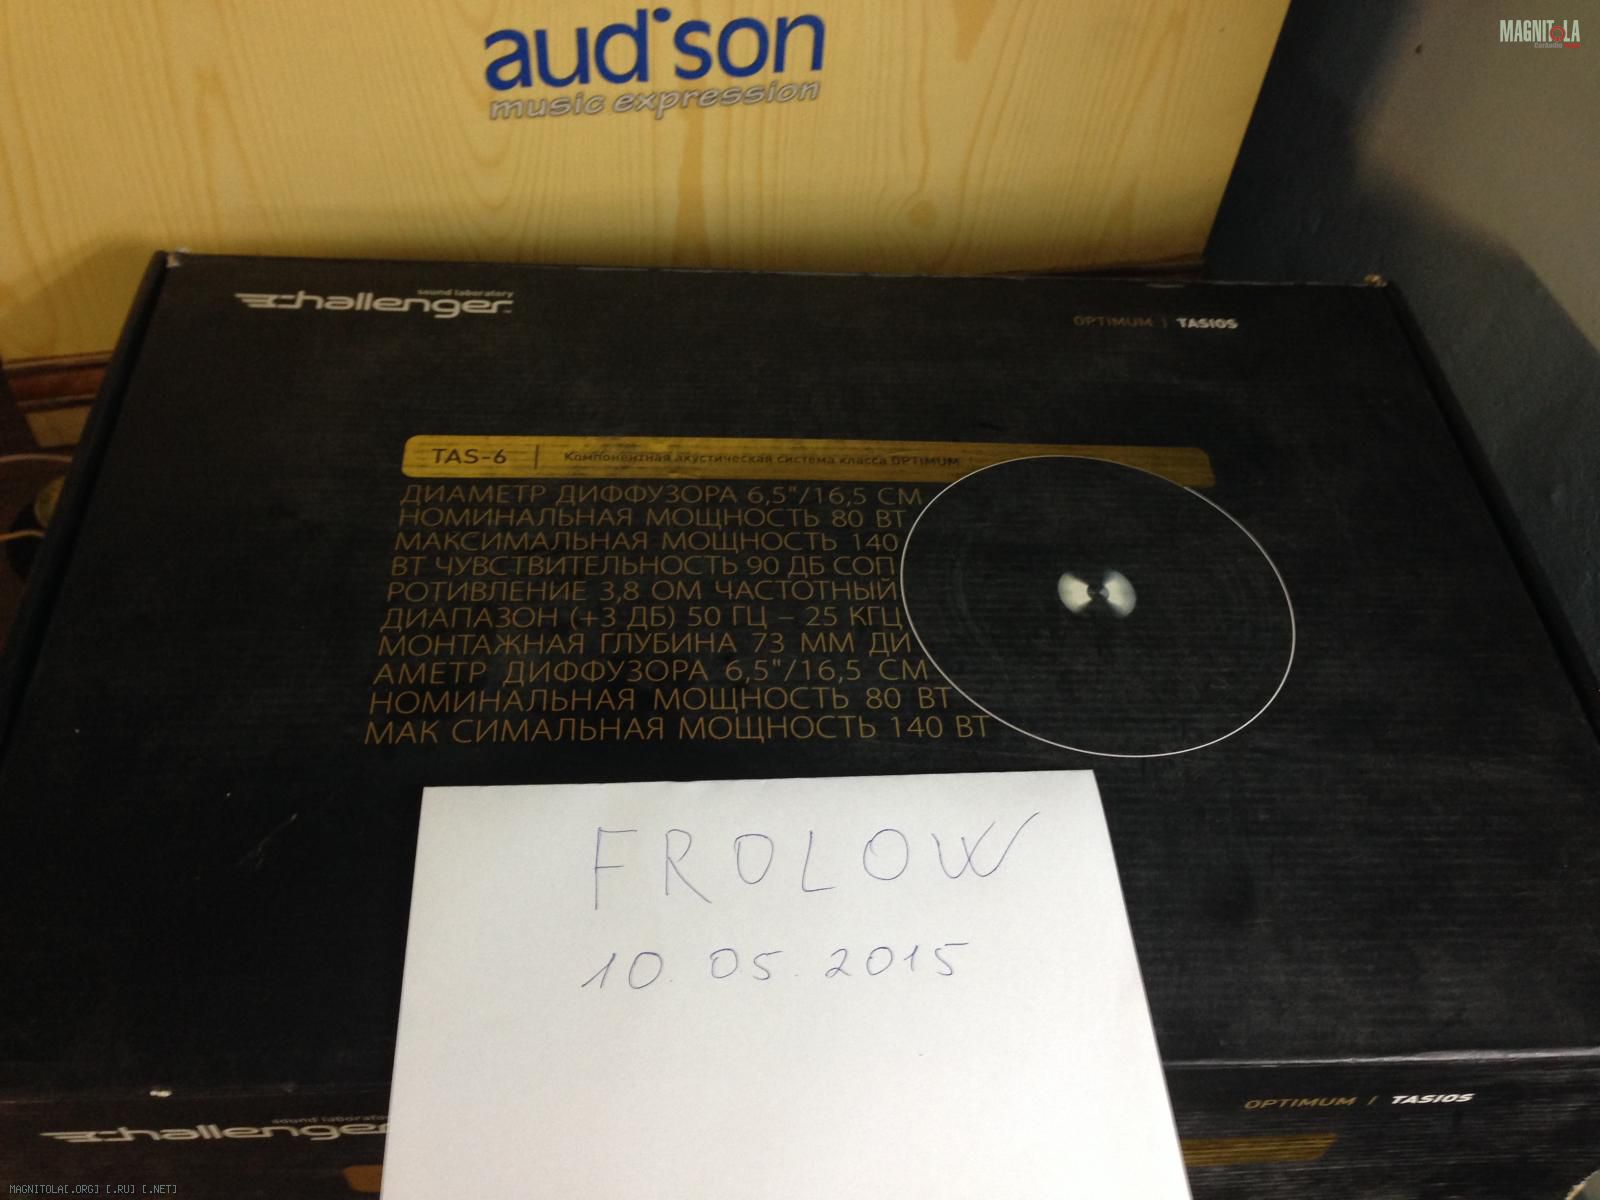 audison
music expression
MAGNITOLA
sound laboratory
challenger
OPTIMUM | TASIOS
TAS-6 | Компонентная акустическая система класса OPTIMUM
ДИАМЕТР ДИФФУЗОРА 6,5"/16,5 СМ
НОМИНАЛЬНАЯ МОЩНОСТЬ 80 ВТ
МАКСИМАЛЬНАЯ МОЩНОСТЬ 140
ВТ ЧУВСТВИТЕЛЬНОСТЬ 90 ДБ СОП
РОТИВЛЕНИЕ 3,8 ОМ ЧАСТОТНЫЙ
ДИАПАЗОН (+3 ДБ) 50 ГЦ – 25 КГЦ
МОНТАЖНАЯ ГЛУБИНА 73 ММ ДИ
АМЕТР ДИФФУЗОРА 6,5"/16,5 СМ
НОМИНАЛЬНАЯ МОЩНОСТЬ 80 ВТ
МАК СИМАЛЬНАЯ МОЩНОСТЬ 140 ВТ
FROLOW
10.05.2015
OPTIMUM / TASIOS
sound laborato
challenger
MAGNITOLA[.ORG] [.RU] [.NET]